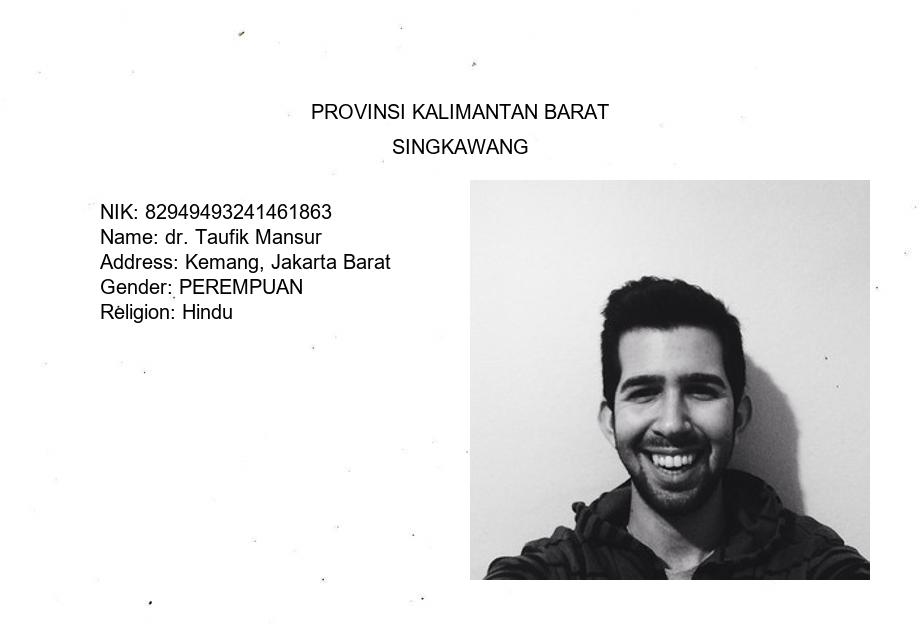 PROVINSI KALIMANTAN BARAT
SINGKAWANG
NIK: 82949493241461863
Name: dr. Taufik Mansur
Address: Kemang, Jakarta Barat
Gender: PEREMPUAN
Religion: Hindu